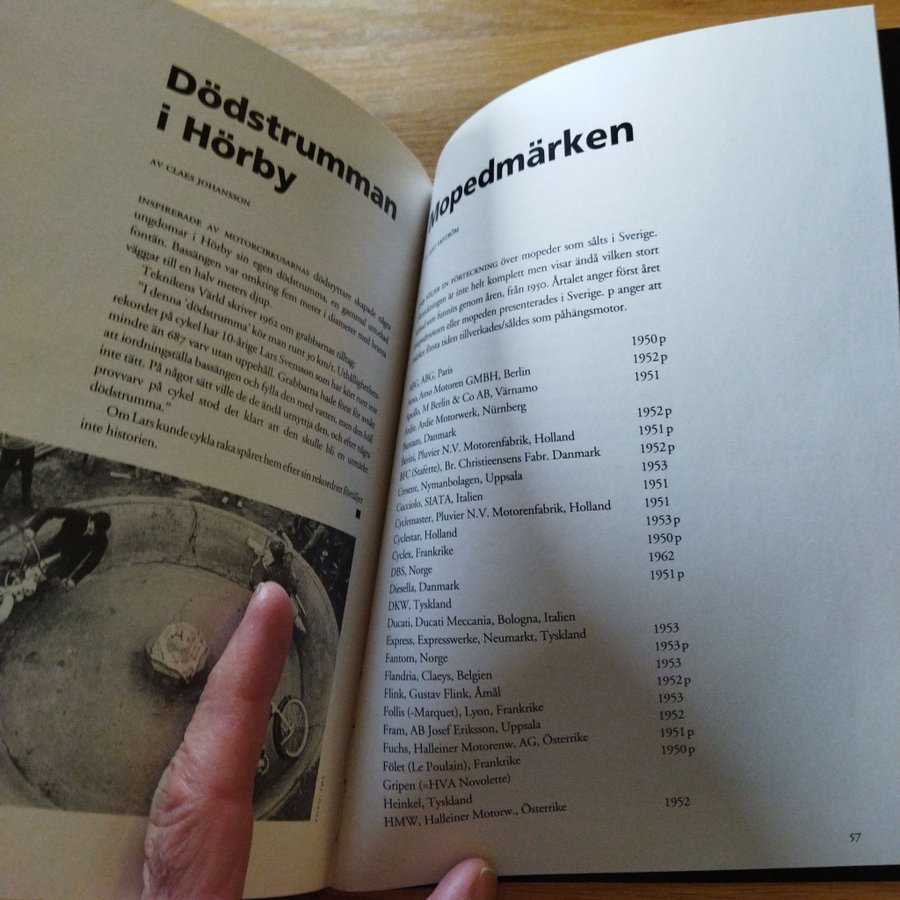 Dödstrumman
i Hörby
AV CLAES JOHANSSON
INSPIRERADE AV MOTORCIRKUSARNAS dödsryttare skapade några
ungdomar i Hörby sin egen dödstrumma, en gammal uttorkad
fontän. Bassängen var omkring fem meter i diameter med branta
väggar till en halv meters djup.
Teknikens Värld skriver 1962 om grabbarnas tilltag:
"I denna 'dödstrumma' kör man runt 30 km/t. Uthållighetsrekordet
på cykel har 10-årige Lars Svensson som har kört runt inte
mindre än 687 varv utan uppehåll. Grabbarna hade först för avsikt
att iordningställa bassängen och fylla den med vatten, men den höll
inte tätt. På något sätt ville de de ändå utnyttja den, och efter några
provvarv på cykel stod det klart att den skulle bli en utmärkt
dödstrumma."
Om Lars kunde cykla raka spåret hem efter sin rekordritt förtäljer
inte historien.
Mopedmärken
EKSTRÖM
FÖLJER EN FÖRTECKNING över mopeder som sålts i Sverige.
är inte helt komplett men visar ändå vilken stort
som funnits genom åren, från 1950. Årtalet anger först året
mopedmotorn eller mopeden presenterades i Sverige. p anger att
märket första tiden tillverkades/såldes som påhängsmotor.
ABG, ABG, Paris 1950 p
Amo, Amo Motoren GMBH, Berlin 1952 p
Apollo, M Berlin & Co AB, Värnamo 1951
Ardie, Ardie Motorwerk, Nürnberg
Bantam, Danmark 1952 p
Berini, Pluvier N.V. Motorenfabrik, Holland 1951 p
BFC (Stafette), Br. Christieensens Fabr. Danmark 1952 p
Crescent, Nymanbolagen, Uppsala 1953
Cucciolo, SIATA, Italien 1951
Cyclemaster, Pluvier N.V. Motorenfabrik, Holland 1951
Cyclestar, Holland 1953 p
Cyclex, Frankrike 1950 p
DBS, Norge 1962
Diesella, Danmark 1951 p
DKW, Tyskland
Ducati, Ducati Meccania, Bologna, Italien
Express, Expresswerke, Neumarkt, Tyskland 1953
Fantom, Norge 1953 p
Flandria, Claeys, Belgien 1953
Flink, Gustav Flink, Åmål 1952 p
Follis (-Marquet), Lyon, Frankrike 1953
Fram, AB Josef Eriksson, Uppsala 1952
Fuchs, Halleiner Motorenw. AG, Österrike 1951 p
Fölet (Le Poulain), Frankrike 1950 p
Gripen (=HVA Novolette)
Heinkel, Tyskland
HMW, Halleiner Motorw., Österrike 1952
57